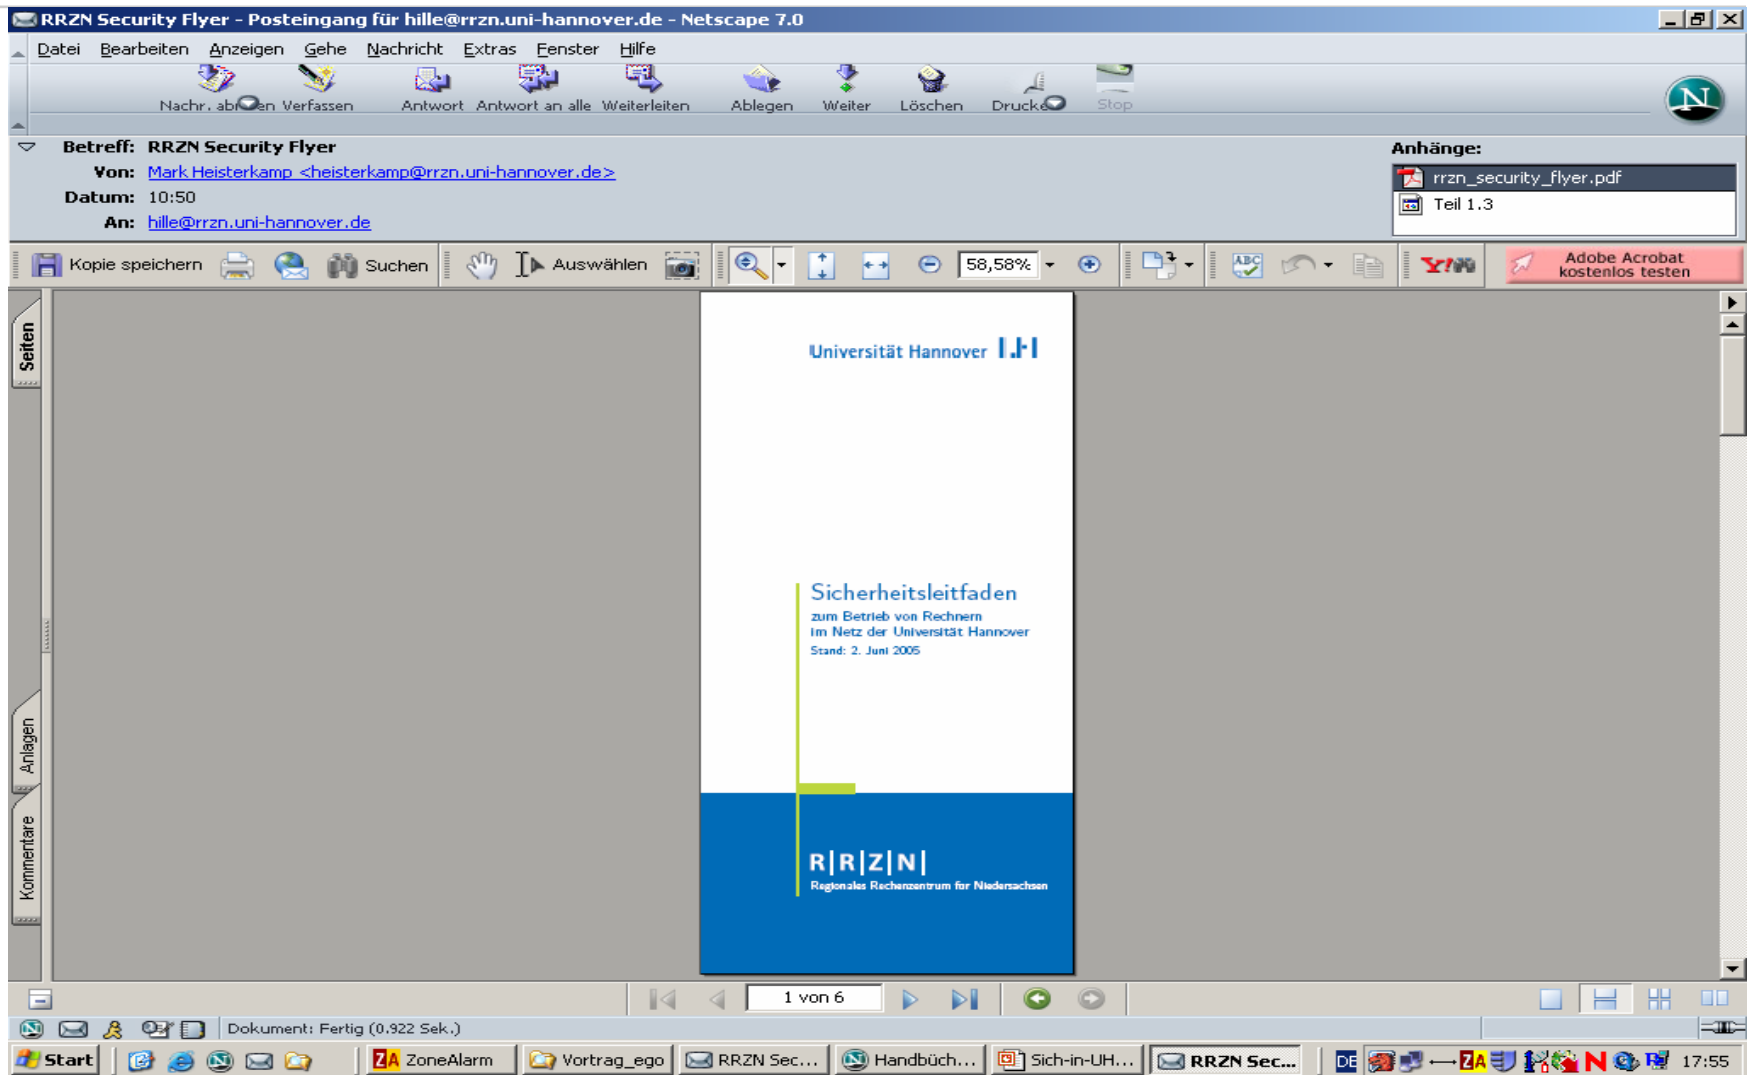 RRZN Security Flyer - Posteingang für hille@rrzn.uni-hannover.de - Netscape 7.0
Datei Bearbeiten Anzeigen Gehe Nachricht Extras Fenster Hilfe
Verfassen Antwort Antwort an alle Weiterleiten Ablegen Weiter Löschen Stop
Betreff: RRZN Security Flyer
Von: Mark Heisterkamp <heisterkamp@rrzn.uni-hannover.de>
Datum: 10:50
An: hille@rrzn.uni-hannover.de
Anhänge:
rrzn_security_flyer.pdf
Teil 1.3
Kopie speichern Suchen Auswählen 58,58% Y! Adobe Acrobat
kostenlos testen
Seiten
Anlagen
Kommentare
Universität Hannover
Sicherheitsleitfaden
zum Betrieb von Rechnern
im Netz der Universität Hannover
Stand: 2. Juni 2005
R|R|Z|N|
Regionales Rechenzentrum für Niedersachsen
1 von 6
Dokument: Fertig (0.922 Sek.)
Start ZA ZoneAlarm Vortrag_ego RRZN Sec... Handbüch... Sich-in-UH... RRZN Sec... DE ZA N 17:55